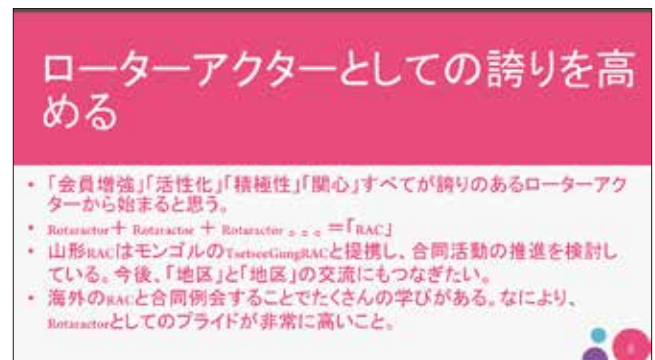 ローターアクターとしての誇りを高
める
• 「会員増強」「活性化」「積極性」「関心」すべてが誇りのあるローターアク
ターから始まると思う。
• Rotaractor＋ Rotaractor + Rotaractor 。。。＝「RAC」
• 山形RACはモンゴルのTsetseeGungRACと提携し、合同活動の推進を検討し
ている。今後、「地区」と「地区」の交流にもつなぎたい。
• 海外のRACと合同例会することでたくさんの学びがある。なにより、
Rotaractorとしてのプライドが非常に高いこと。